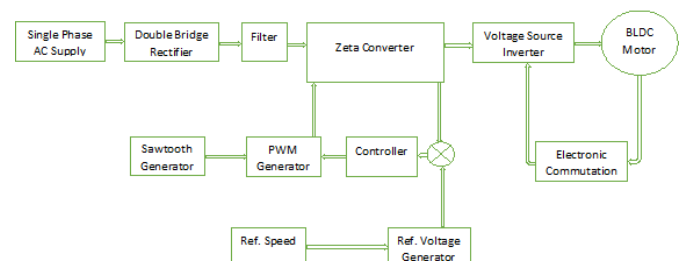 Single Phase
AC Supply
Double Bridge
Rectifier
Filter
Zeta Converter
Voltage Source
Inverter
BLDC
Motor
Sawtooth
Generator
PWM
Generator
Controller
Electronic
Commutation
Ref. Speed
Ref. Voltage
Generator